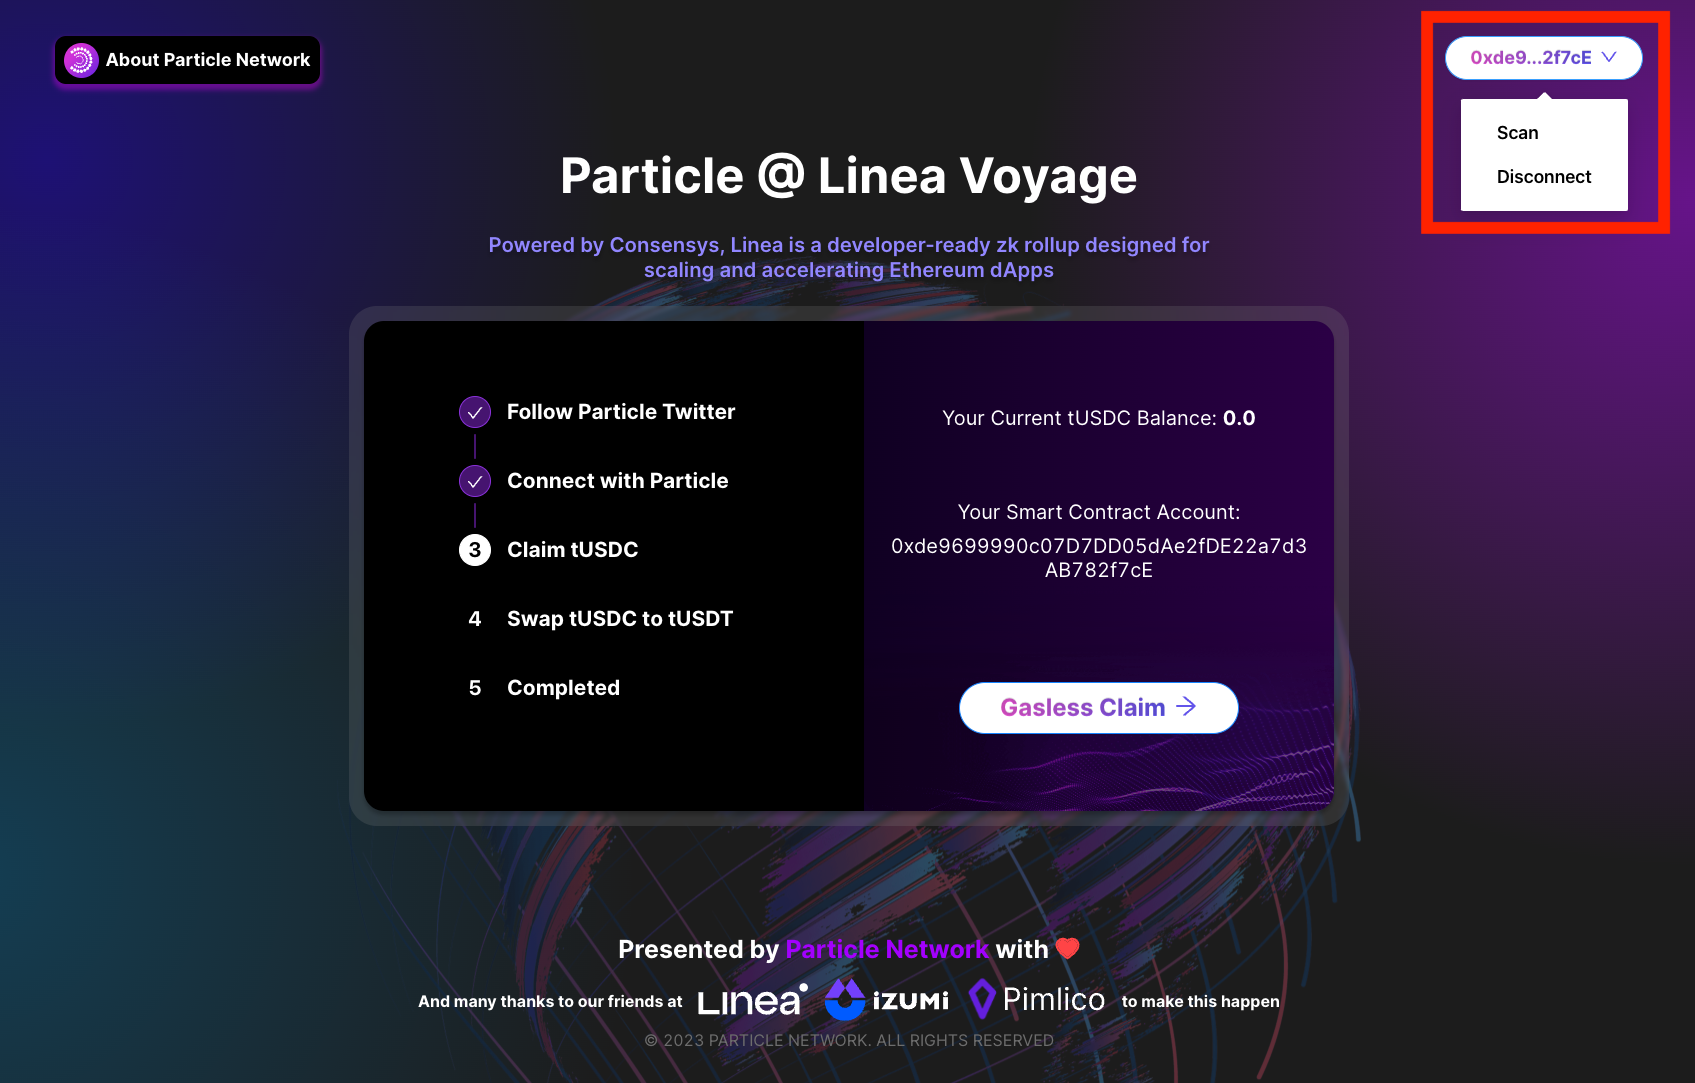 About Particle Network
0xde9...2f7cE
Scan
Disconnect
Particle @ Linea Voyage
Powered by Consensys, Linea is a developer-ready zk rollup designed for
scaling and accelerating Ethereum dApps
Follow Particle Twitter
Connect with Particle
3 Claim tUSDC
4 Swap tUSDC to tUSDT
5 Completed
Your Current tUSDC Balance: 0.0
Your Smart Contract Account:
0xde9699990c07D7DD05dAe2fDE22a7d3
AB782f7cE
Gasless Claim →
Presented by Particle Network with ❤
And many thanks to our friends at Linea iZUMi Pimlico to make this happen
© 2023 PARTICLE NETWORK. ALL RIGHTS RESERVED